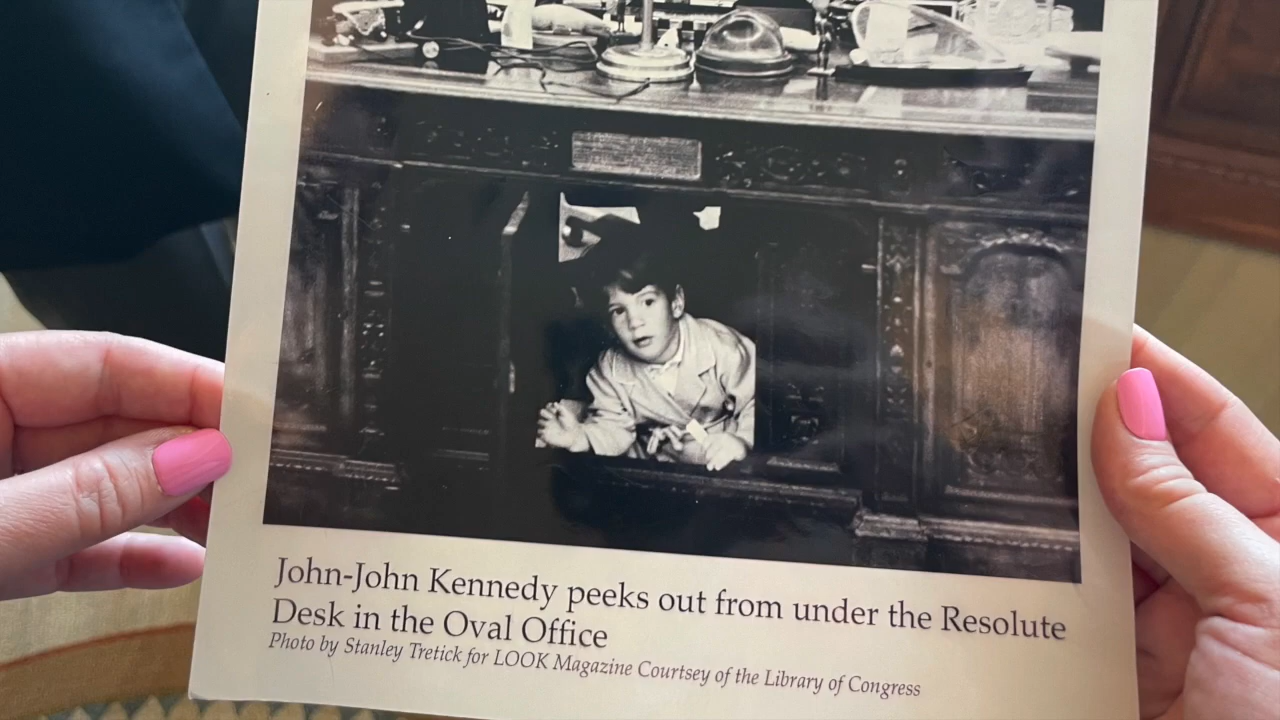 John-John Kennedy peeks out from under the Resolute
Desk in the Oval Office
Photo by Stanley Tretick for LOOK Magazine Courtsey of the Library of Congress